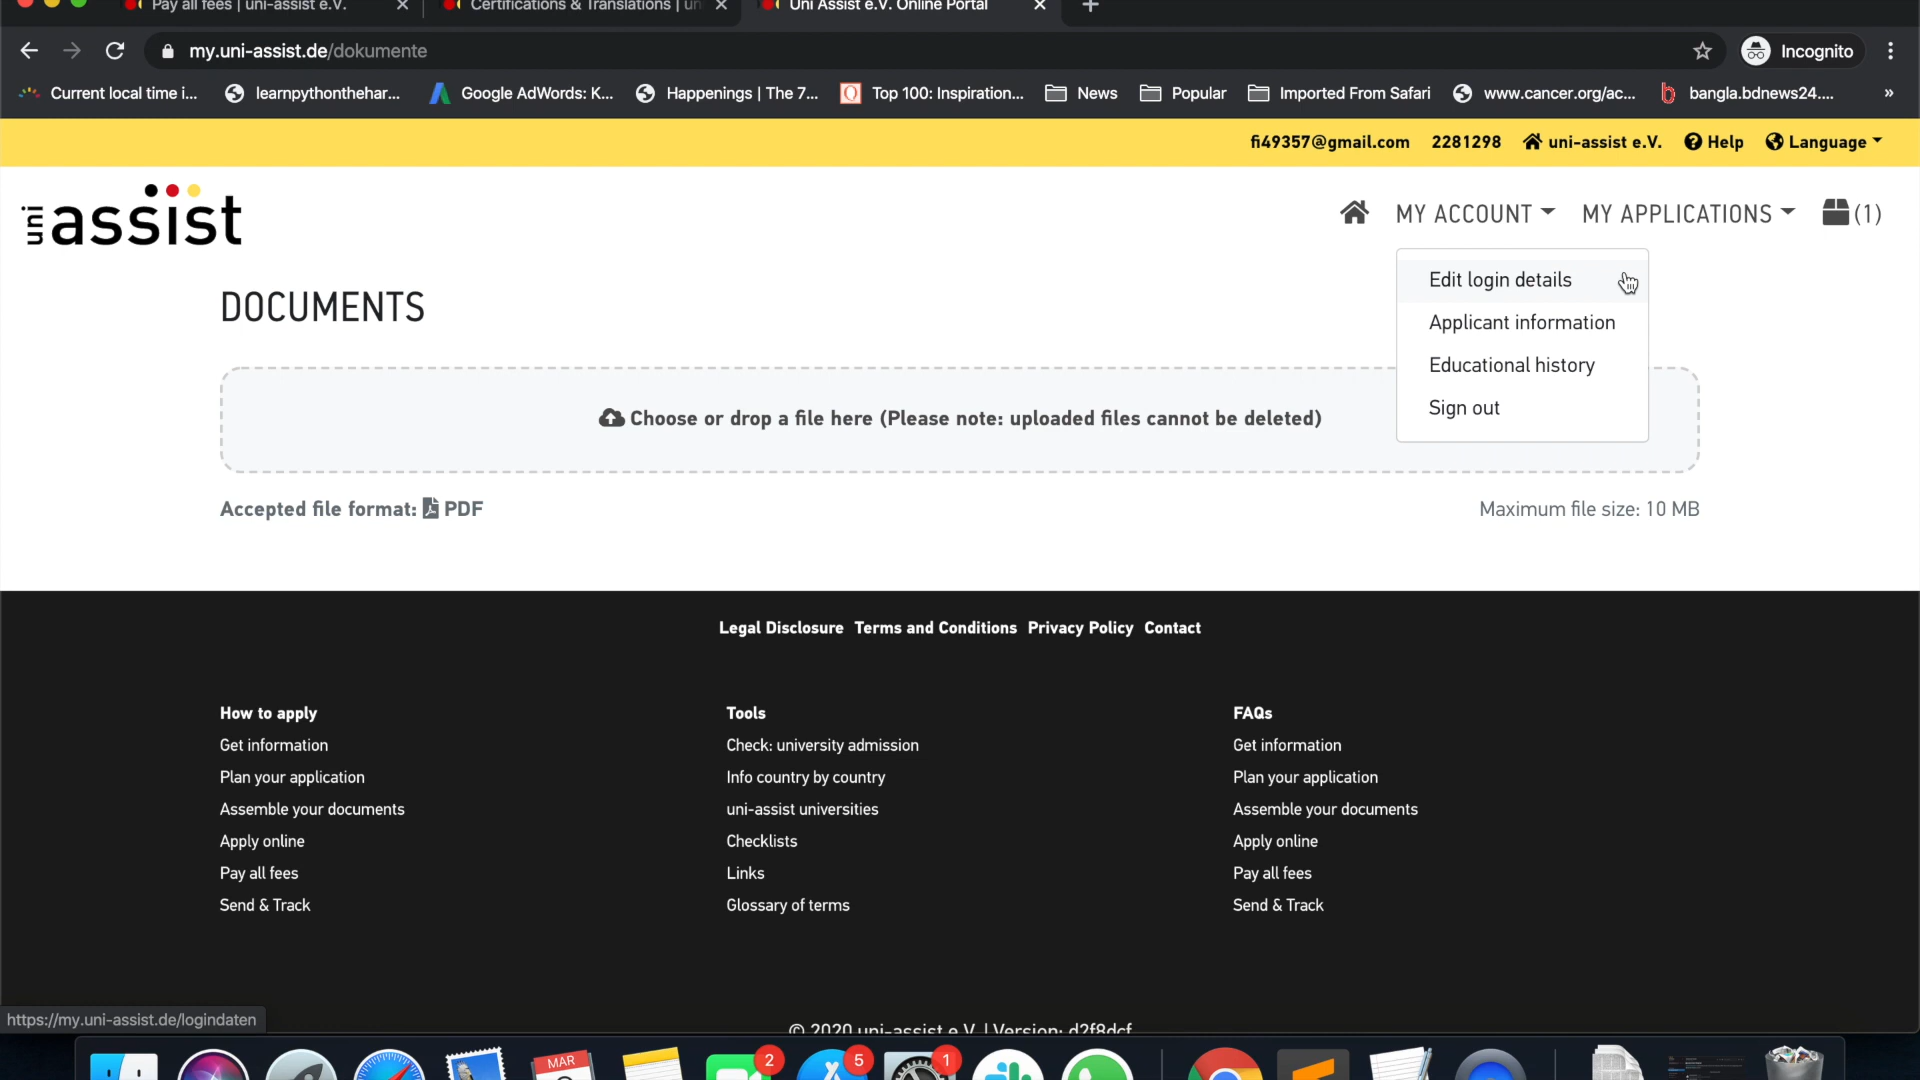 Pay all fees | uni-assist e.V.
Certifications & Translations | un
Uni Assist e.V. Online Portal
my.uni-assist.de/dokumente
Incognito
Current local time i...
learnpythonthehar...
Google AdWords: K...
Happenings | The 7...
Top 100: Inspiration...
News
Popular
Imported From Safari
www.cancer.org/ac...
bangla.bdnews24....
»
fi49357@gmail.com 2281298 uni-assist e.V. Help Language
uni assist
MY ACCOUNT
MY APPLICATIONS
(1)
Edit login details
Applicant information
Educational history
Sign out
DOCUMENTS
Choose or drop a file here (Please note: uploaded files cannot be deleted)
Accepted file format: PDF
Maximum file size: 10 MB
Legal Disclosure Terms and Conditions Privacy Policy Contact
How to apply
Get information
Plan your application
Assemble your documents
Apply online
Pay all fees
Send & Track
Tools
Check: university admission
Info country by country
uni-assist universities
Checklists
Links
Glossary of terms
FAQs
Get information
Plan your application
Assemble your documents
Apply online
Pay all fees
Send & Track
https://my.uni-assist.de/logindaten
© 2020 uni-assist e.V. | Version: d2f8dcf
MAR
2
5
1